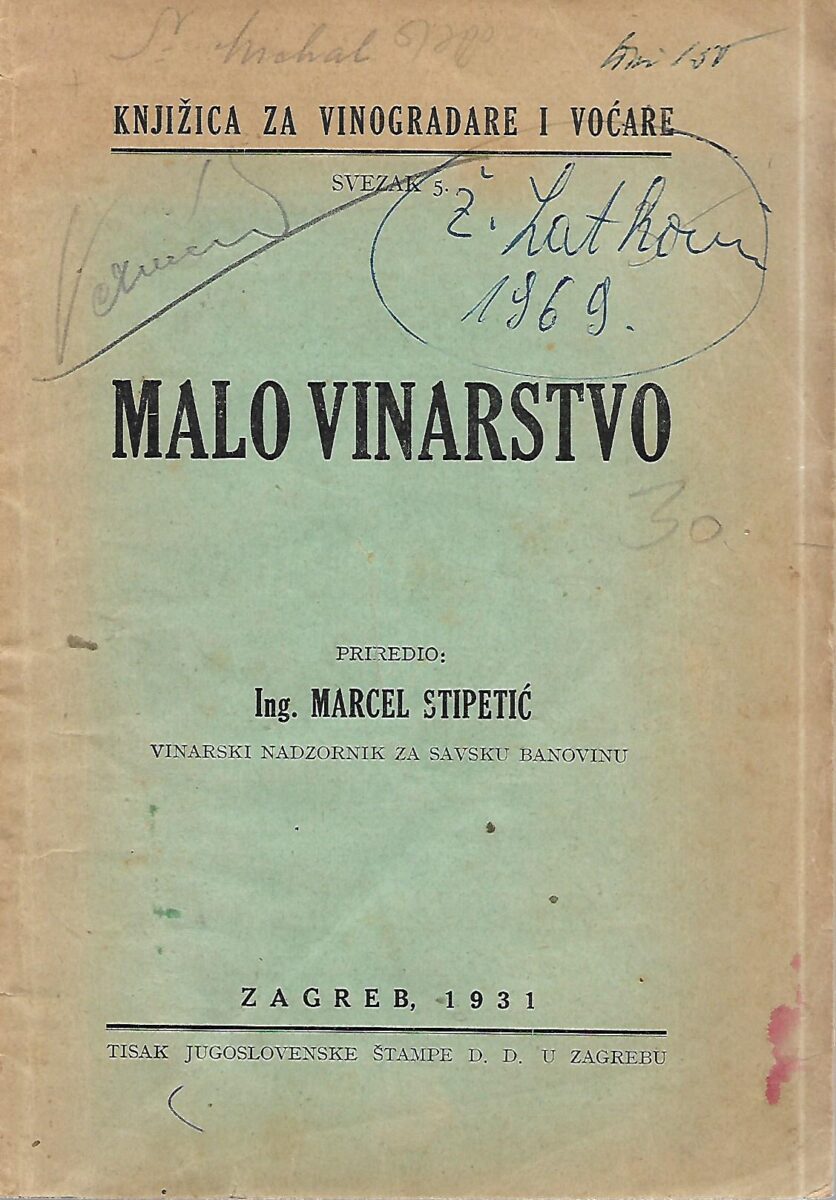 KNJIŽICA ZA VINOGRADARE I VOĆARE
SVEZAK 5.
Ž.
1969.
MALO VINARSTVO
30
PRIREDIO:
Ing. MARCEL STIPETIĆ
VINARSKI NADZORNIK ZA SAVSKU BANOVINU
ZAGREB, 1931
TISAK JUGOSLOVENSKE ŠTAMPE D. D. U ZAGREBU